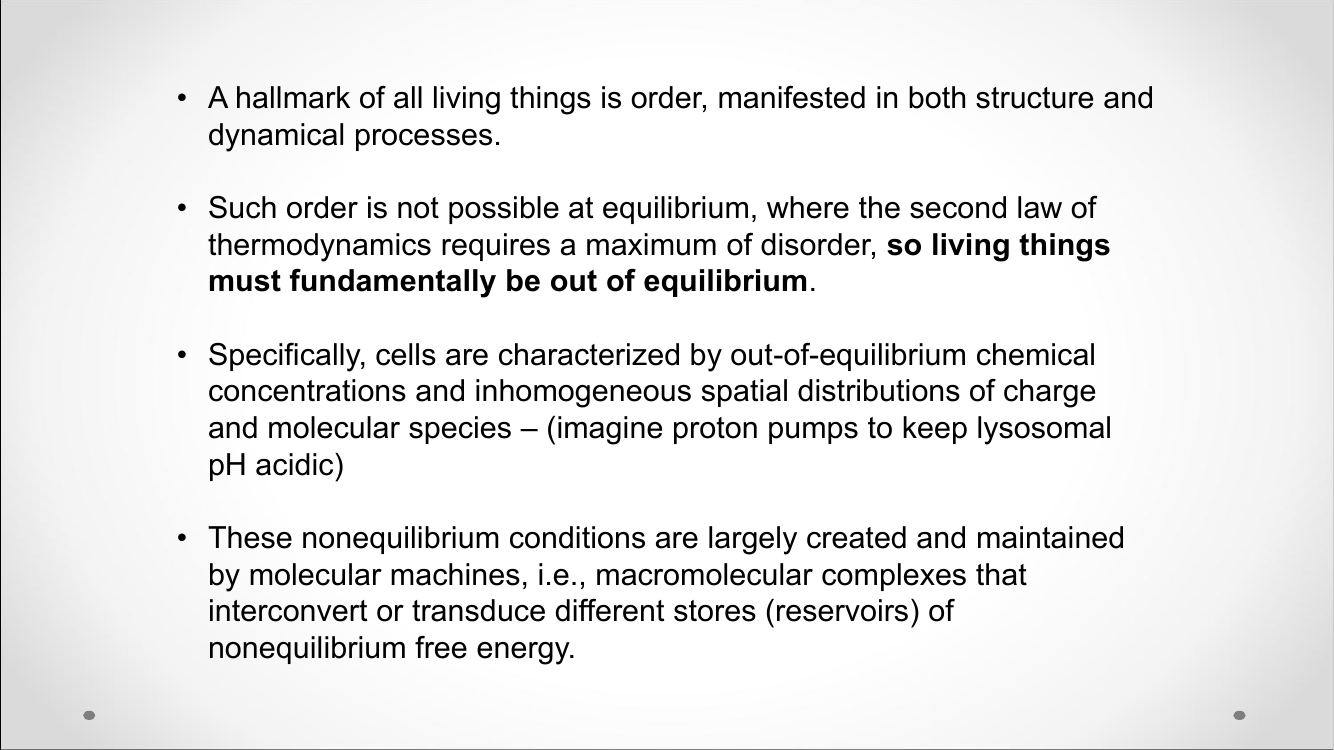 • A hallmark of all living things is order, manifested in both structure and
dynamical processes.
• Such order is not possible at equilibrium, where the second law of
thermodynamics requires a maximum of disorder, so living things
must fundamentally be out of equilibrium.
• Specifically, cells are characterized by out-of-equilibrium chemical
concentrations and inhomogeneous spatial distributions of charge
and molecular species – (imagine proton pumps to keep lysosomal
pH acidic)
• These nonequilibrium conditions are largely created and maintained
by molecular machines, i.e., macromolecular complexes that
interconvert or transduce different stores (reservoirs) of
nonequilibrium free energy.